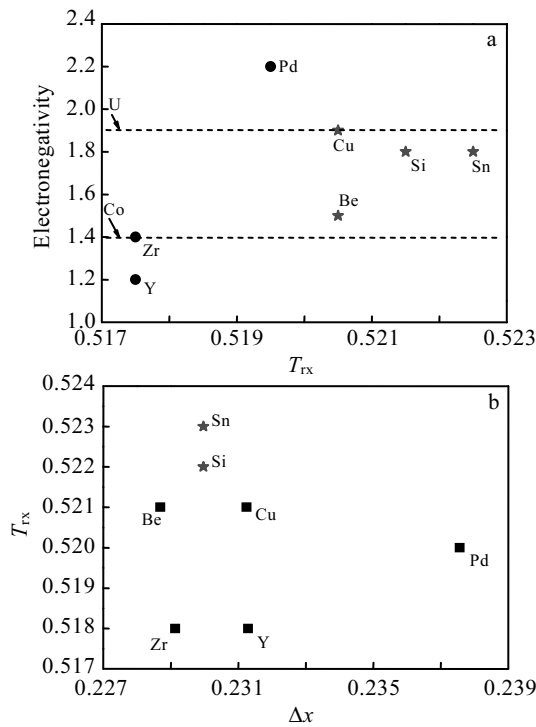 a
2.4
2.2
2.0
1.8
1.6
1.4
1.2
1.0
Electronegativity
U
Co
Pd
Cu
Si
Sn
Be
Zr
Y
0.517
0.519
0.521
0.523
Trx
b
0.524
0.523
0.522
0.521
0.520
0.519
0.518
0.517
Trx
Sn
Si
Be
Cu
Pd
Zr
Y
0.227
0.231
0.235
0.239
Δx